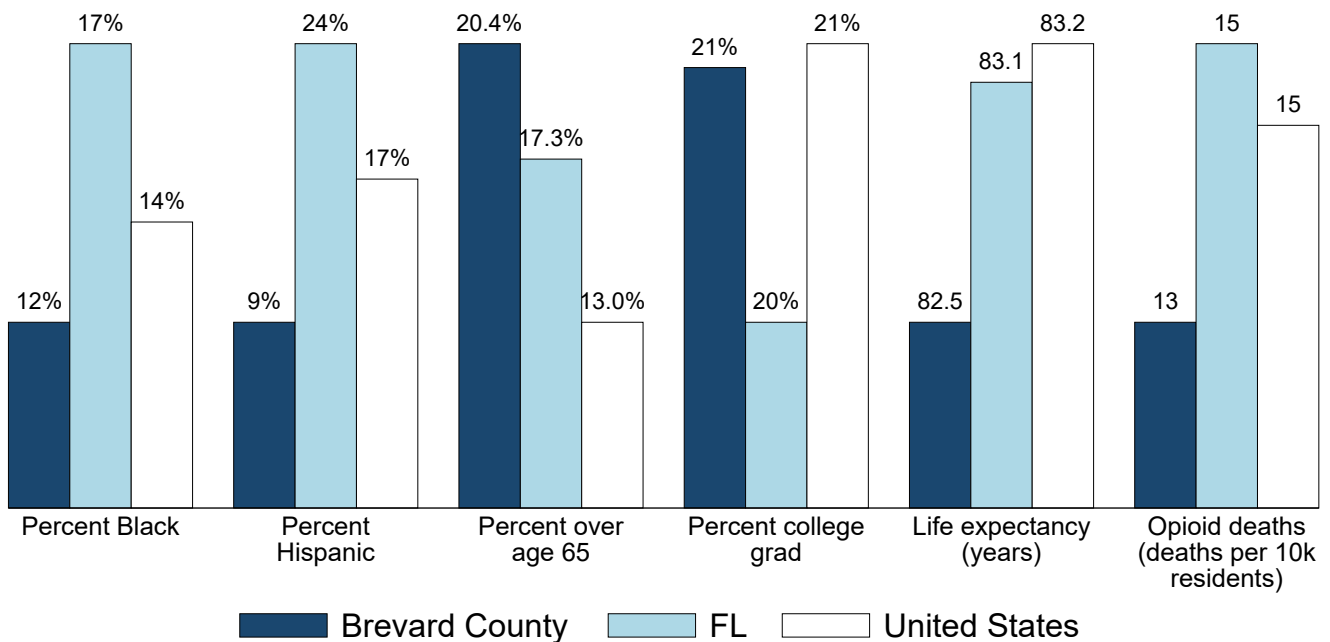 17%
24%
20.4%
21%
83.2
15
21%
83.1
15
17.3%
17%
14%
12%
9%
13.0%
20%
82.5
13
Percent Black
Percent
Hispanic
Percent over
age 65
Percent college
grad
Life expectancy
(years)
Opioid deaths
(deaths per 10k
residents)
Brevard County
FL
United States